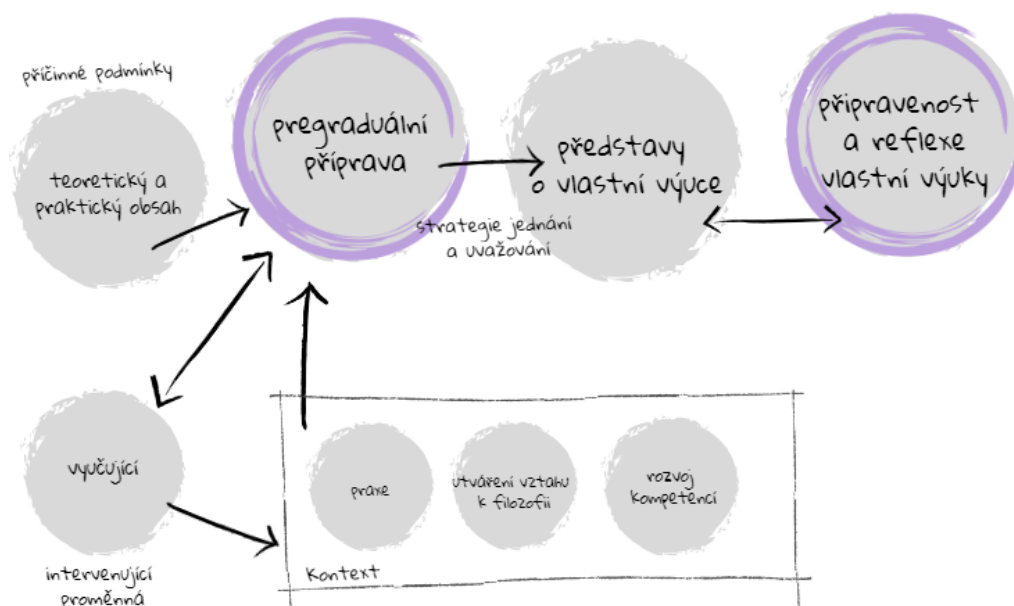 příčinné podmínky
teoretický a
praktický obsah
pregraduální
příprava
představy
o vlastní výuce
připravenost
a reflexe
vlastní výuky
strategie jednání
a uvažování
vyučující
intervenující
proměnná
praxe
utváření vztahu
k filozofii
rozvoj
kompetencí
kontext